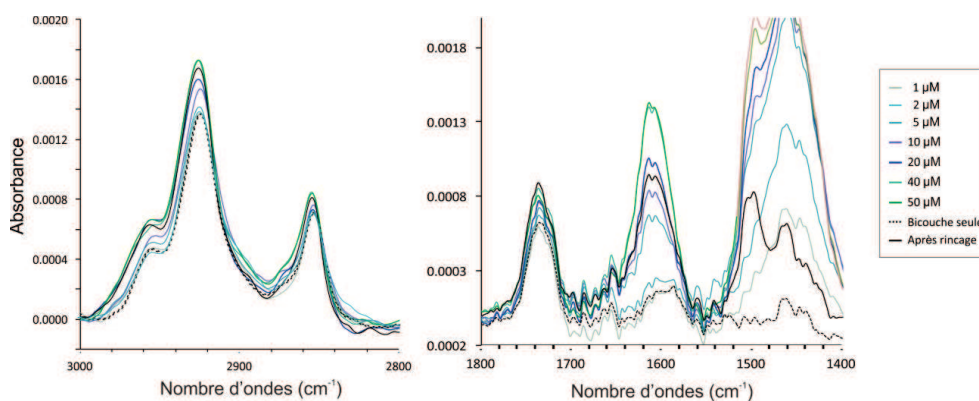 0.0020
0.0016
0.0012
0.0008
0.0004
0.0000
Absorbance
3000
2900
2800
Nombre d'ondes (cm-1)
0.0018
0.0013
0.0008
0.0003
0.0002
1800
1700
1600
1500
1400
Nombre d'ondes (cm-1)
1 µM
2 µM
5 µM
10 µM
20 µM
40 µM
50 µM
Bicouche seule
Après rincage